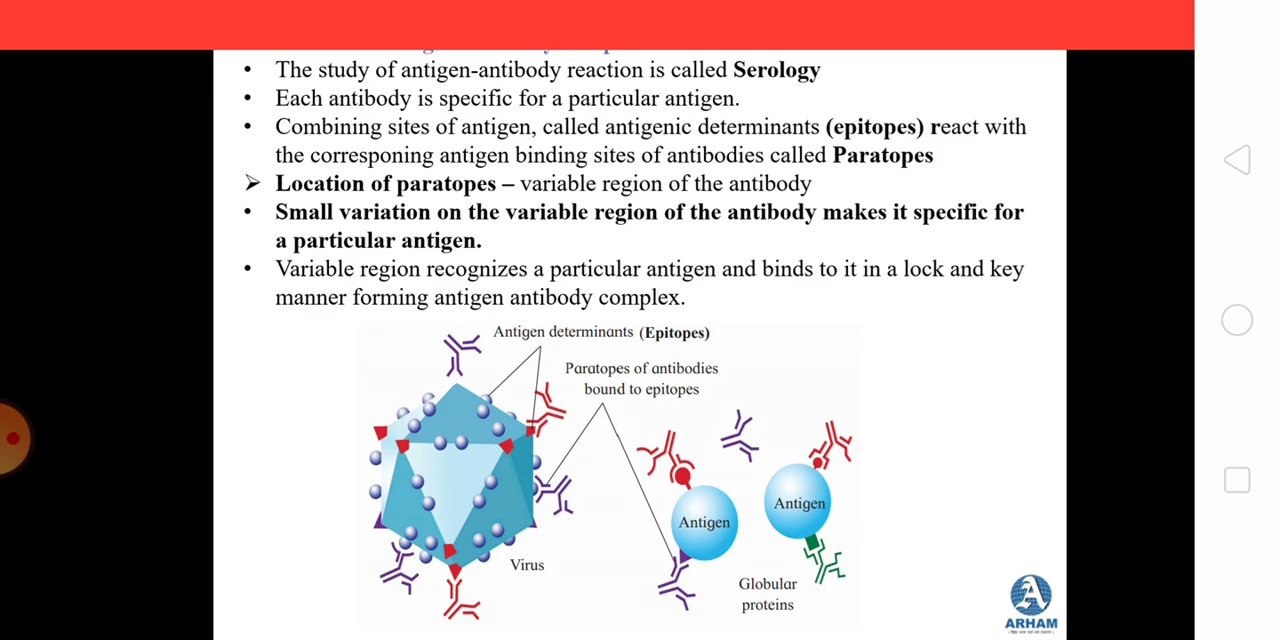 • The study of antigen-antibody reaction is called Serology
• Each antibody is specific for a particular antigen.
• Combining sites of antigen, called antigenic determinants (epitopes) react with
the corresponing antigen binding sites of antibodies called Paratopes
➢ Location of paratopes – variable region of the antibody
• Small variation on the variable region of the antibody makes it specific for
a particular antigen.
• Variable region recognizes a particular antigen and binds to it in a lock and key
manner forming antigen antibody complex.
Antigen determinants (Epitopes)
Paratopes of antibodies
bound to epitopes
Antigen
Antigen
Virus
Globular
proteins
ARHAM